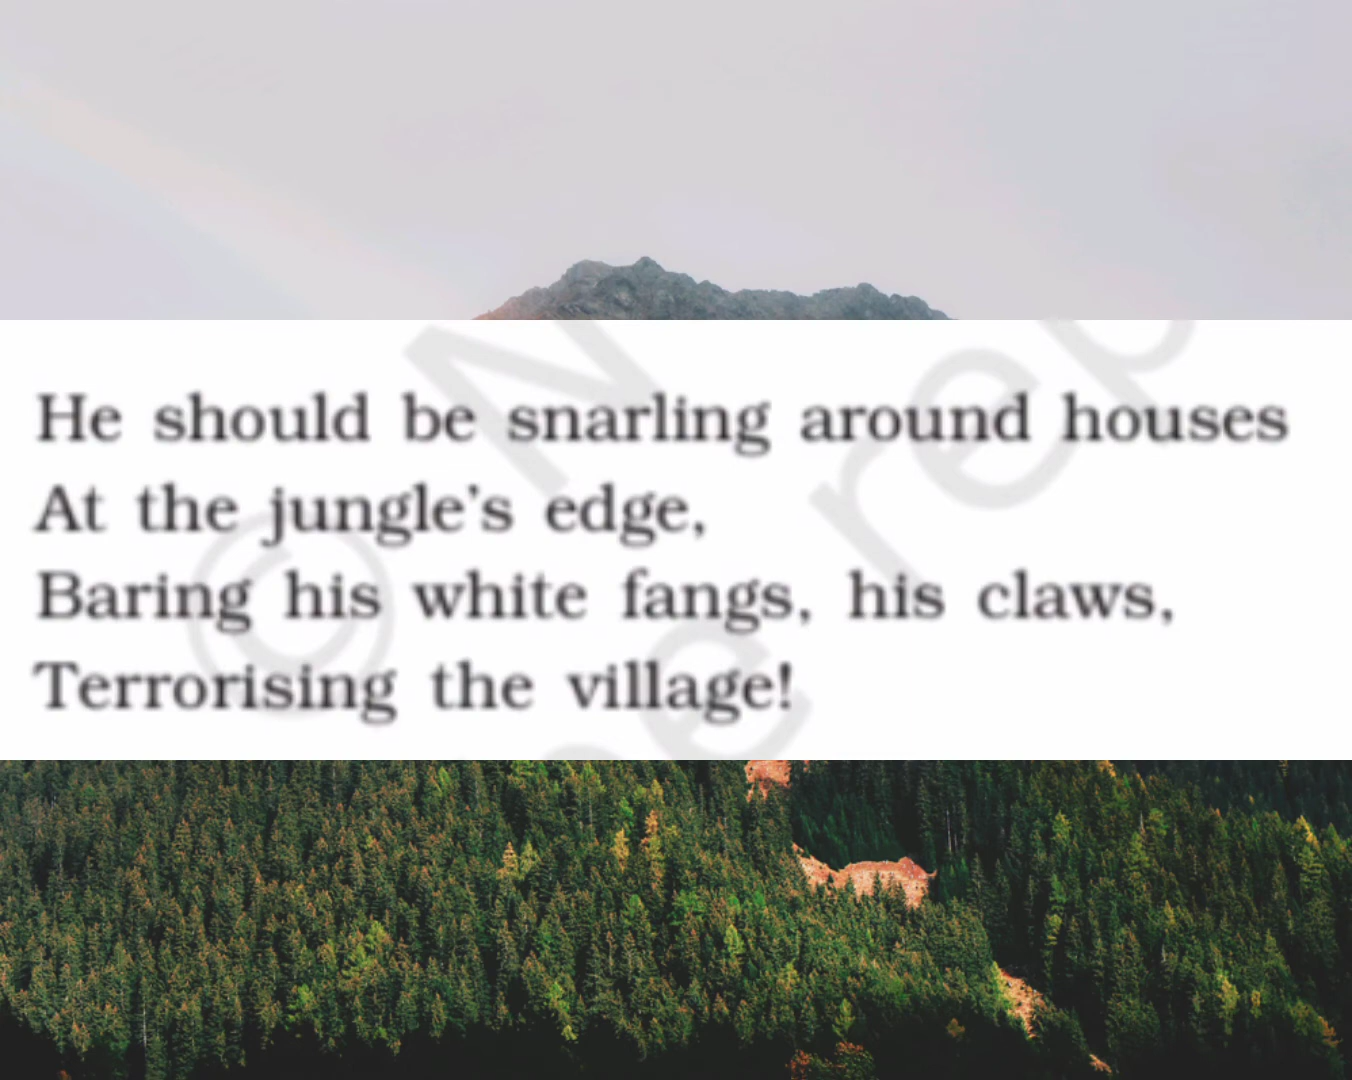 He should be snarling around houses
At the jungle's edge,
Baring his white fangs, his claws,
Terrorising the village!